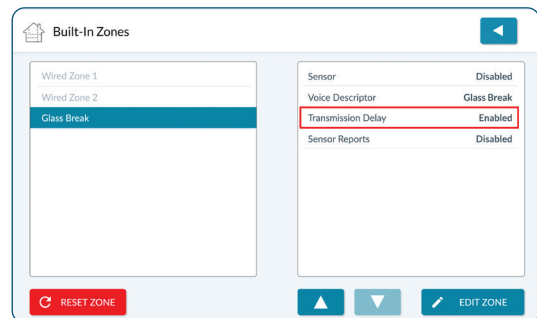 Built-In Zones
Wired Zone 1
Wired Zone 2
Glass Break
Sensor Disabled
Voice Descriptor Glass Break
Transmission Delay Enabled
Sensor Reports Disabled
RESET ZONE
EDIT ZONE